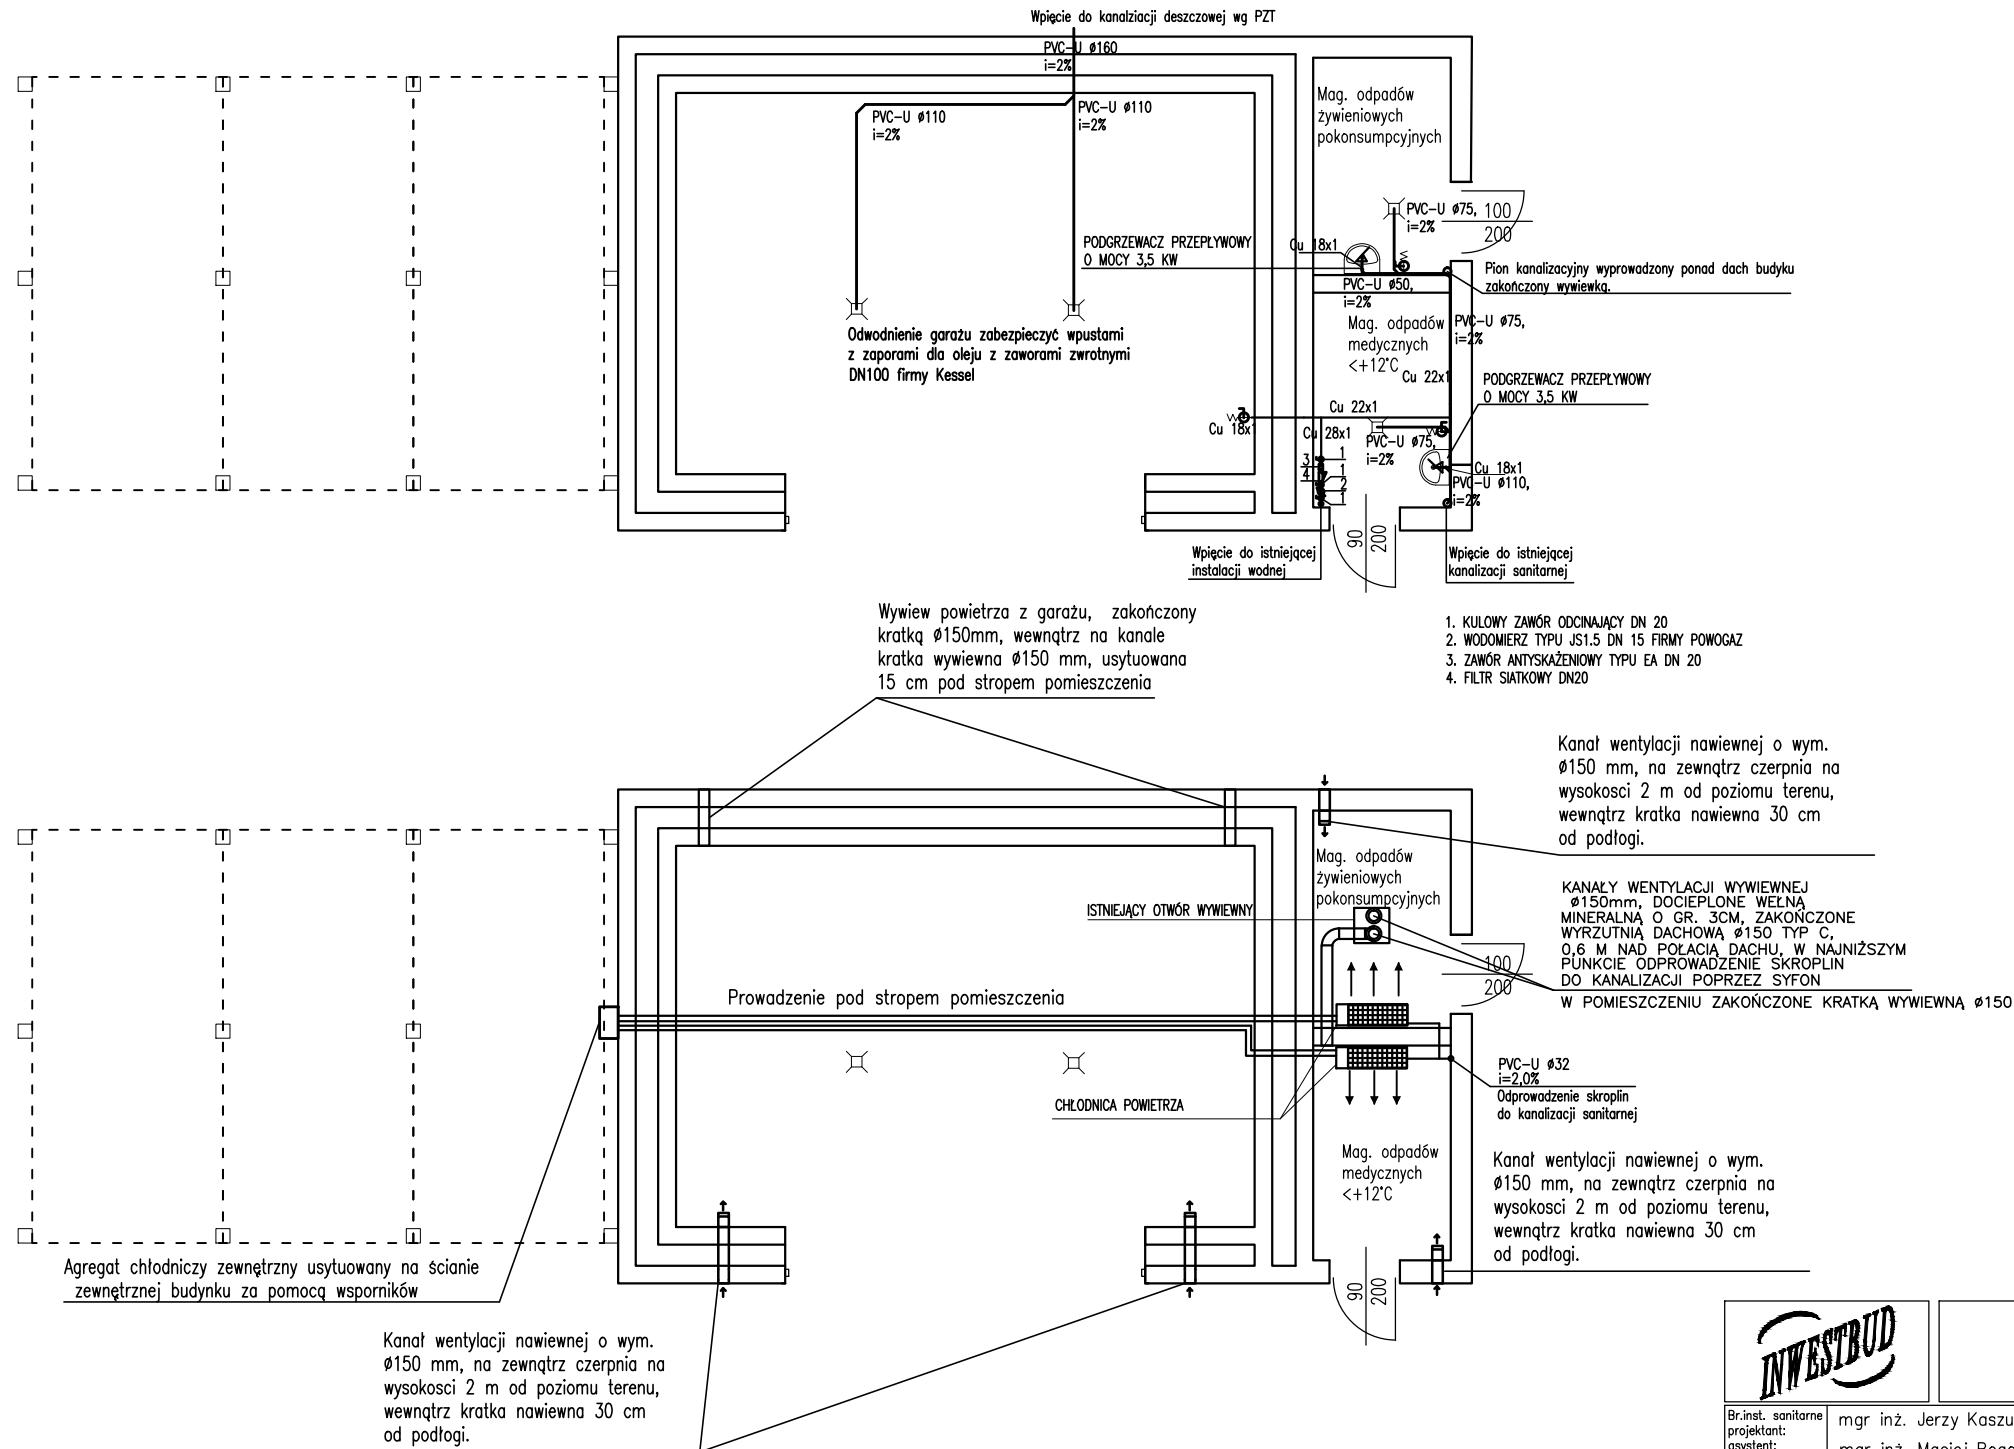 Wpięcie do kanalziacji deszczowej wg PZT
PVC-U ø160
i=2%
PVC-U ø110
i=2%
PVC-U ø110
i=2%
Mag. odpadów
żywieniowych
pokonsumpcyjnych
PVC-U ø75,
i=2%
100
200
PODGRZEWACZ PRZEPŁYWOWY
O MOCY 3,5 KW
Cu 18x1
Pion kanalizacyjny wyprowadzony ponad dach budyku
zakończony wywiewką.
PVC-U ø50,
i=2%
Mag. odpadów
medycznych
<+12°C
PVC-U ø75,
i=2%
Odwodnienie garażu zabezpieczyć wpustami
z zaporami dla oleju z zaworami zwrotnymi
DN100 firmy Kessel
Cu 22x1
PODGRZEWACZ PRZEPŁYWOWY
O MOCY 3,5 KW
Cu 22x1
Cu 18x1
Cu 28x1
PVC-U ø75,
i=2%
3
4
1
1
2
1
Cu 18x1
PVC-U ø110,
i=2%
90
200
Wpięcie do istniejącej
instalacji wodnej
Wpięcie do istniejącej
kanalizacji sanitarnej
Wywiew powietrza z garażu, zakończony
kratką ø150mm, wewnątrz na kanale
kratka wywiewna ø150 mm, usytuowana
15 cm pod stropem pomieszczenia
1. KULOWY ZAWÓR ODCINAJĄCY DN 20
2. WODOMIERZ TYPU JS1.5 DN 15 FIRMY POWOGAZ
3. ZAWÓR ANTYSKAŻENIOWY TYPU EA DN 20
4. FILTR SIATKOWY DN20
Kanał wentylacji nawiewnej o wym.
ø150 mm, na zewnątrz czerpnia na
wysokosci 2 m od poziomu terenu,
wewnątrz kratka nawiewna 30 cm
od podłogi.
Mag. odpadów
żywieniowych
pokonsumpcyjnych
ISTNIEJĄCY OTWÓR WYWIEWNY
KANAŁY WENTYLACJI WYWIEWNEJ
ø150mm, DOCIEPLONE WEŁNĄ
MINERALNĄ O GR. 3CM, ZAKOŃCZONE
WYRZUTNIĄ DACHOWĄ ø150 TYP C,
0,6 M NAD POŁACIĄ DACHU, W NAJNIŻSZYM
PUNKCIE ODPROWADZENIE SKROPLIN
DO KANALIZACJI POPRZEZ SYFON
W POMIESZCZENIU ZAKOŃCZONE KRATKĄ WYWIEWNĄ ø150
100
200
Prowadzenie pod stropem pomieszczenia
PVC-U ø32
i=2,0%
Odprowadzenie skroplin
do kanalizacji sanitarnej
CHŁODNICA POWIETRZA
Mag. odpadów
medycznych
<+12°C
Kanał wentylacji nawiewnej o wym.
ø150 mm, na zewnątrz czerpnia na
wysokosci 2 m od poziomu terenu,
wewnątrz kratka nawiewna 30 cm
od podłogi.
Agregat chłodniczy zewnętrzny usytuowany na ścianie
zewnętrznej budynku za pomocą wsporników
90
200
Kanał wentylacji nawiewnej o wym.
ø150 mm, na zewnątrz czerpnia na
wysokosci 2 m od poziomu terenu,
wewnątrz kratka nawiewna 30 cm
od podłogi.
INWESTBUD
Br.inst. sanitarne
projektant:
mgr inż. Jerzy Kaszu
asystent:
mgr inż. Maciej